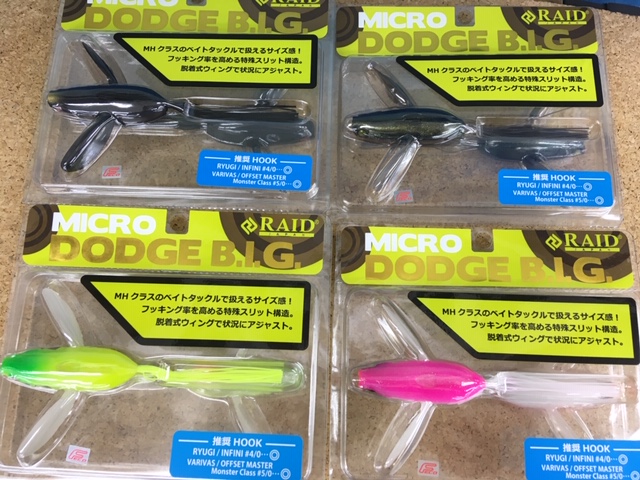 MICRO
DODGE B.I.G.
RAID
JAPAN
MHクラスのベイトタックルで扱えるサイズ感！
フッキング率を高める特殊スリット構造。
脱着式ウィングで状況にアジャスト。
推奨 HOOK
RYUGI / INFINI #4/0…◎
VARIVAS / OFFSET MASTER
Monster Class #5/0…◎
MICRO
DODGE B.I.G.
RAID
JAPAN
MHクラスのベイトタックルで扱えるサイズ感！
フッキング率を高める特殊スリット構造。
脱着式ウィングで状況にアジャスト。
推奨 HOOK
RYUGI / INFINI #4/0…◎
VARIVAS / OFFSET MASTER
Monster Class #5/0…◎
MICRO
DODGE B.I.G.
RAID
JAPAN
MHクラスのベイトタックルで扱えるサイズ感！
フッキング率を高める特殊スリット構造。
脱着式ウィングで状況にアジャスト。
推奨 HOOK
RYUGI / INFINI #4/0…◎
VARIVAS / OFFSET MASTER
Monster Class #5/0…◎
MICRO
DODGE B.I.G.
RAID
JAPAN
MHクラスのベイトタックルで扱えるサイズ感！
フッキング率を高める特殊スリット構造。
脱着式ウィングで状況にアジャスト。
推奨 HOOK
RYUGI / INFINI #4/0…◎
VARIVAS / OFFSET MASTER
Monster Class #5/0…◎